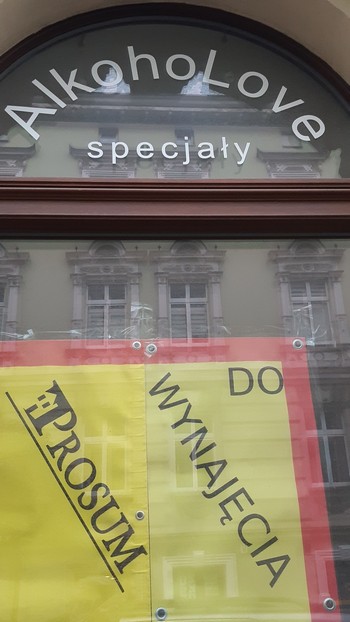 AlkohoLove
specjały
PROSUM
DO
WYNAJĘCIA